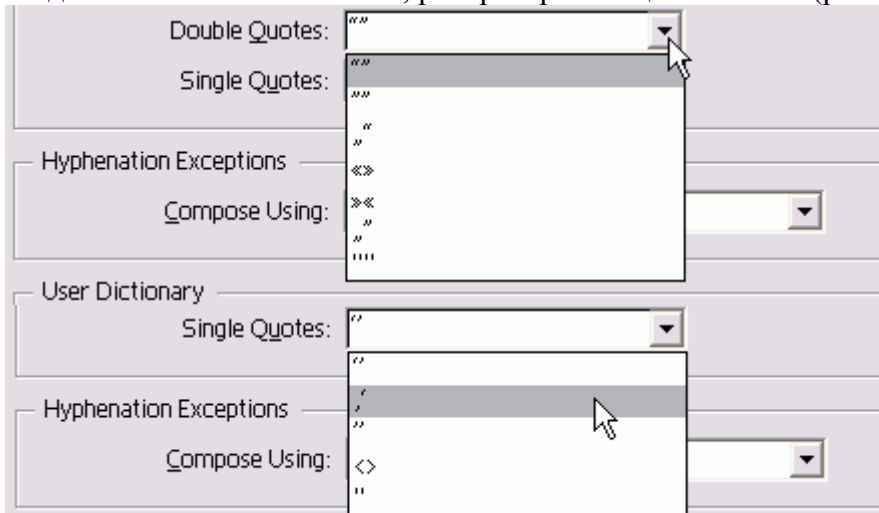 Double Quotes: “”
“”
Single Quotes: ””
„“
Hyphenation Exceptions
«»
Compose Using: »«
„”
""
User Dictionary
Single Quotes: ‘’
‘’
‚‘
Hyphenation Exceptions
’’
Compose Using: <>
''